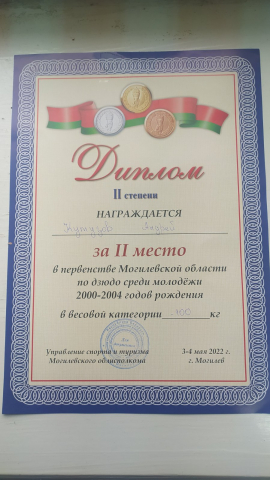 Диплом
II степени
НАГРАЖДАЕТСЯ
за II место
в первенстве Могилевской области
по дзюдо среди молодёжи
2000-2004 годов рождения
в весовой категории 100 кг
Управление спорта и туризма 3-4 мая 2022 г.
Могилевского облисполкома г. Могилев